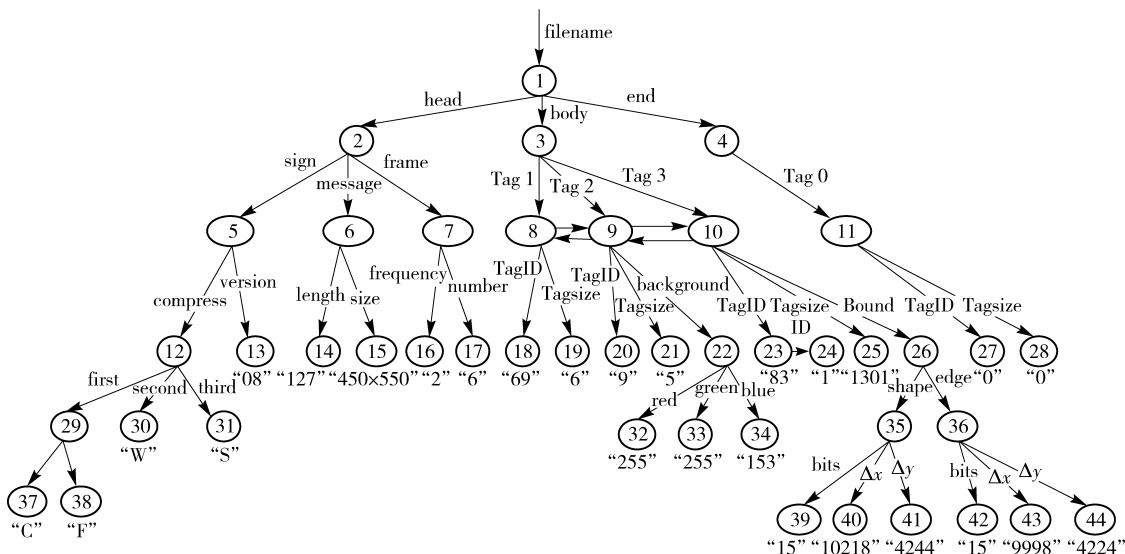 filename
1
head
body
end
2
3
4
sign
message
frame
Tag 1
Tag 2
Tag 3
Tag 0
5
6
7
8
9
10
11
compress
version
length
size
frequency
number
TagID
Tagsize
TagID
Tagsize
background
TagID
Tagsize
ID
Bound
TagID
Tagsize
12
13
14
15
16
17
18
19
20
21
22
23
24
25
26
27
28
“08”
“127”
“450×550”
“2”
“6”
“69”
“6”
“9”
“5”
“83”
“1”
“1301”
“0”
“0”
first
second
third
red
green
blue
shape
edge
29
30
31
32
33
34
35
36
“W”
“S”
“255”
“255”
“153”
bits
Δx
Δy
bits
Δx
Δy
37
38
39
40
41
42
43
44
“C”
“F”
“15”
“10218”
“4244”
“15”
“9998”
“4224”